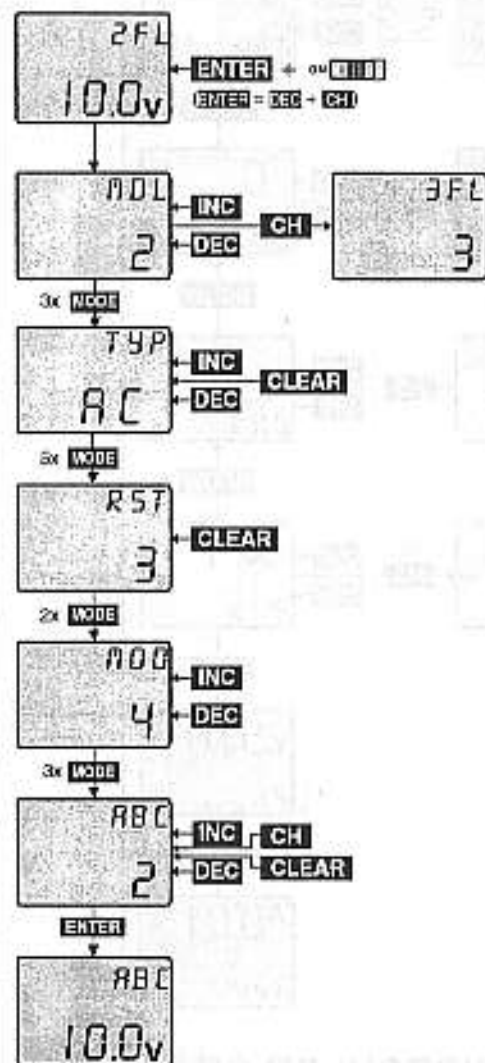 2FL
10.0v
ENTER + ON
(ENTER = DEC + CH)
MDL
2
INC
DEC
CH
3FL
3
3x MODE
TYP
AC
INC
DEC
CLEAR
MODE
RST
3
CLEAR
2x MODE
MOD
4
INC
DEC
3x MODE
ABC
2
INC
DEC
CH
CLEAR
ENTER
ABC
10.0v